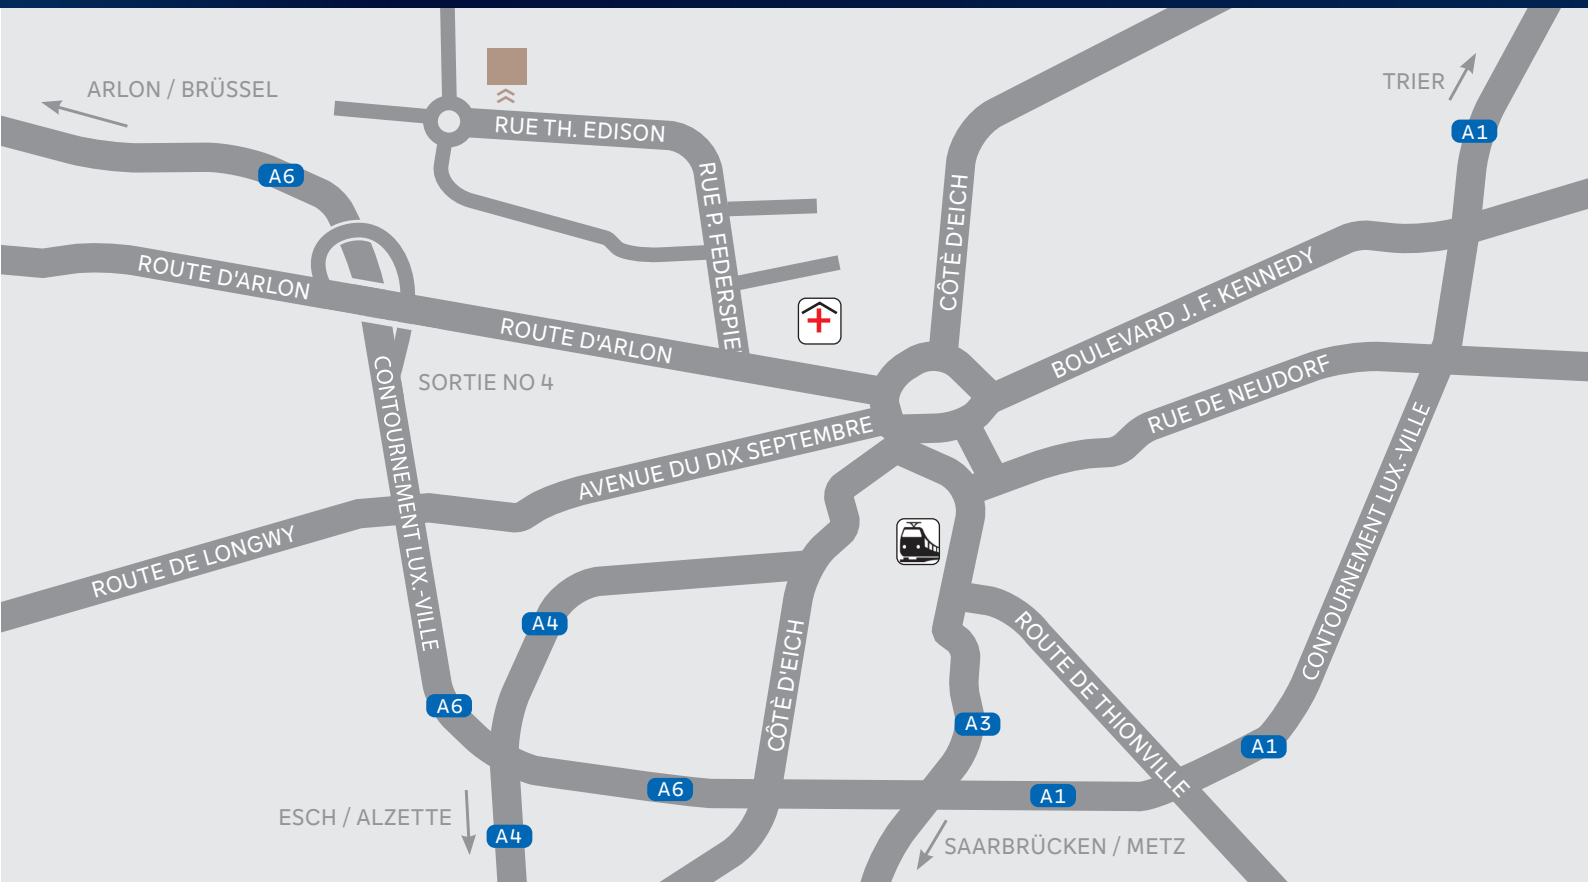 ARLON / BRÜSSEL
TRIER
RUE TH. EDISON
A1
A6
RUE P. FEDERSPIEL
CÔTÈ D'EICH
ROUTE D'ARLON
ROUTE D'ARLON
BOULEVARD J. F. KENNEDY
SORTIE NO 4
CONTOURNEMENT LUX.-VILLE
RUE DE NEUDORF
AVENUE DU DIX SEPTEMBRE
CONTOURNEMENT LUX.-VILLE
ROUTE DE LONGWY
A4
CÔTÈ D'EICH
ROUTE DE THIONVILLE
A6
A3
A1
A6
A1
ESCH / ALZETTE
A4
SAARBRÜCKEN / METZ